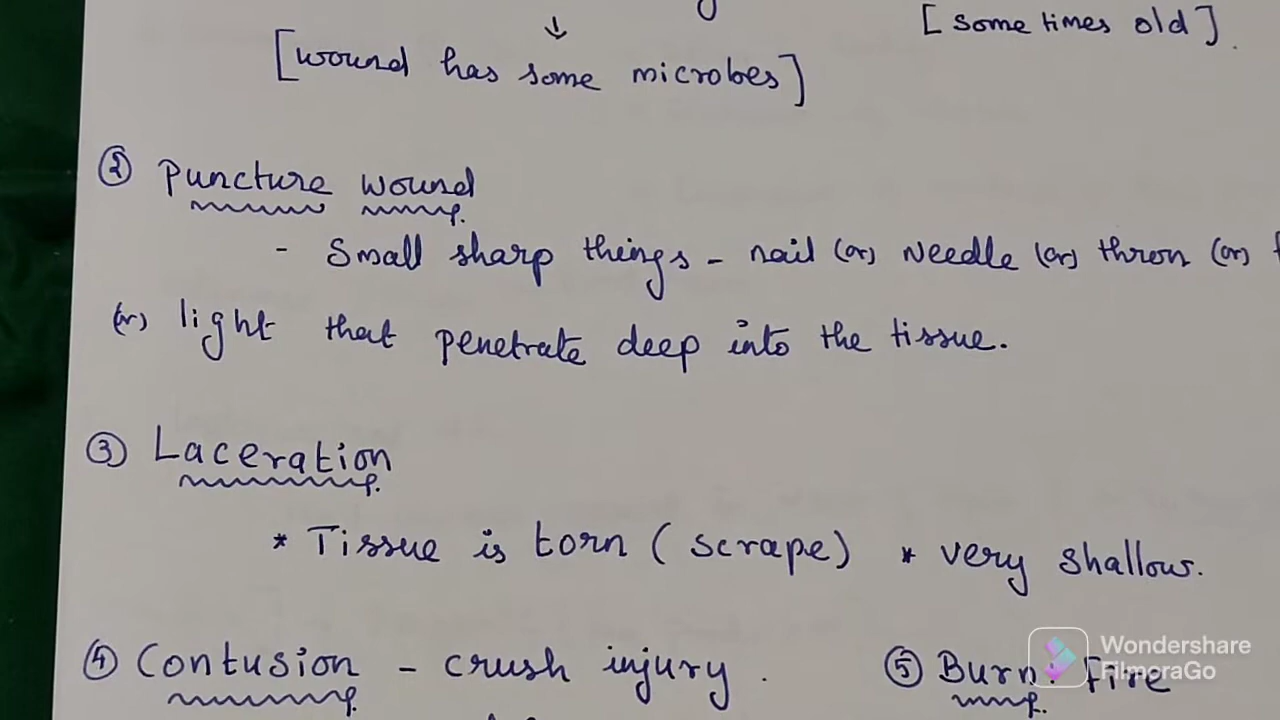 [some times old].
[wound has some microbes]
② Puncture wound
- Small sharp things - nail (or) Needle (or) thron (or)
(or) light that penetrate deep into the tissue.
③ Laceration
* Tissue is torn (scrape) * very shallow.
④ Contusion - crush injury.
⑤ Burn: Fire
Wondershare
FilmoraGo